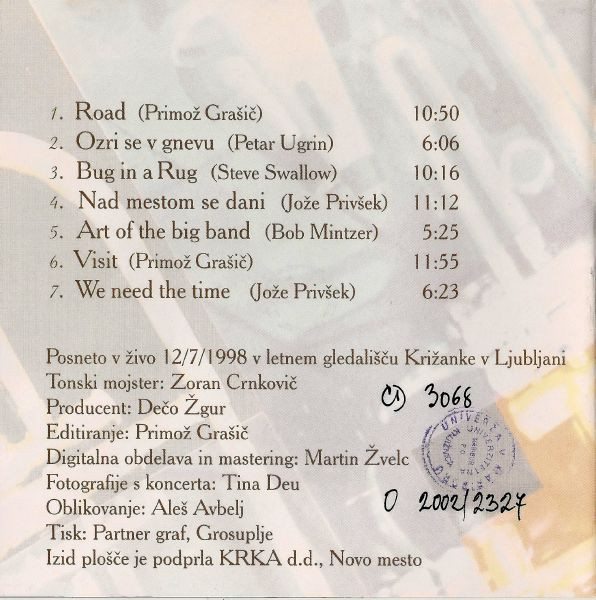 1. Road (Primož Grašič) 10:50
2. Ozri se v gnevu (Petar Ugrin) 6:06
3. Bug in a Rug (Steve Swallow) 10:16
4. Nad mestom se dani (Jože Privšek) 11:12
5. Art of the big band (Bob Mintzer) 5:25
6. Visit (Primož Grašič) 11:55
7. We need the time (Jože Privšek) 6:23
Posneto v živo 12/7/1998 v letnem gledališču Križanke v Ljubljani
Tonski mojster: Zoran Crnkovič
Producent: Dečo Žgur
Editiranje: Primož Grašič
Digitalna obdelava in mastering: Martin Žvelc
Fotografije s koncerta: Tina Deu
Oblikovanje: Aleš Avbelj
Tisk: Partner graf, Grosuplje
Izid plošče je podprla KRKA d.d., Novo mesto
CD 3068
UNIVERZA V
O 2002/2327